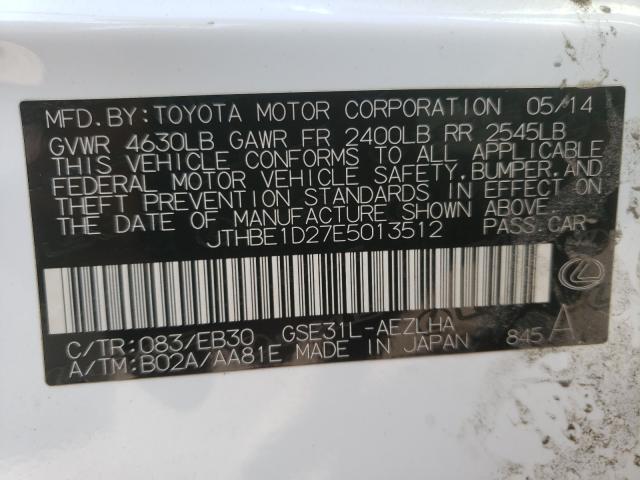 MFD. BY: TOYOTA MOTOR CORPORATION 05/14
GVWR 4630LB GAWR FR 2400LB RR 2545LB
THIS VEHICLE CONFORMS TO ALL APPLICABLE
FEDERAL MOTOR VEHICLE SAFETY, BUMPER, AND
THEFT PREVENTION STANDARDS IN EFFECT ON
THE DATE OF MANUFACTURE SHOWN ABOVE.
JTHBE1D27E5013512 PASS.CAR
C/TR: 083/EB30 GSE31L-AEZLHA
A/TM: B02A/AA81E MADE IN JAPAN 845 A